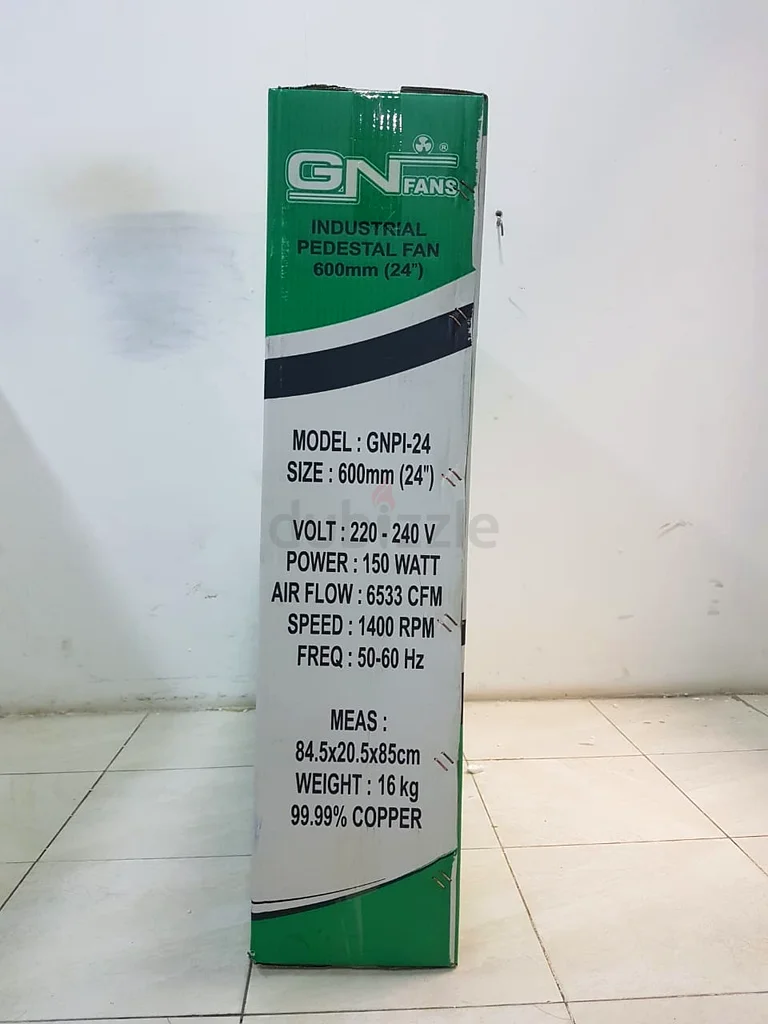 GN FANS ®
INDUSTRIAL
PEDESTAL FAN
600mm (24")
MODEL : GNPI-24
SIZE : 600mm (24")
dubizzle
VOLT : 220 - 240 V
POWER : 150 WATT
AIR FLOW : 6533 CFM
SPEED : 1400 RPM
FREQ : 50-60 Hz
MEAS :
84.5x20.5x85cm
WEIGHT : 16 kg
99.99% COPPER